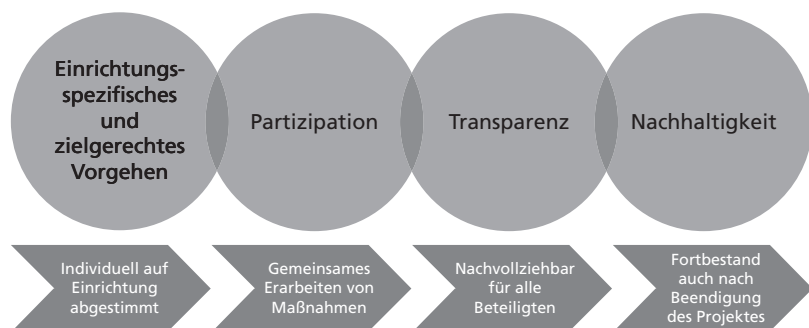 Einrichtungs-
spezifisches
und
zielgerechtes
Vorgehen
Partizipation
Transparenz
Nachhaltigkeit
Individuell auf
Einrichtung
abgestimmt
Gemeinsames
Erarbeiten von
Maßnahmen
Nachvollziehbar
für alle
Beteiligten
Fortbestand
auch nach
Beendigung
des Projektes